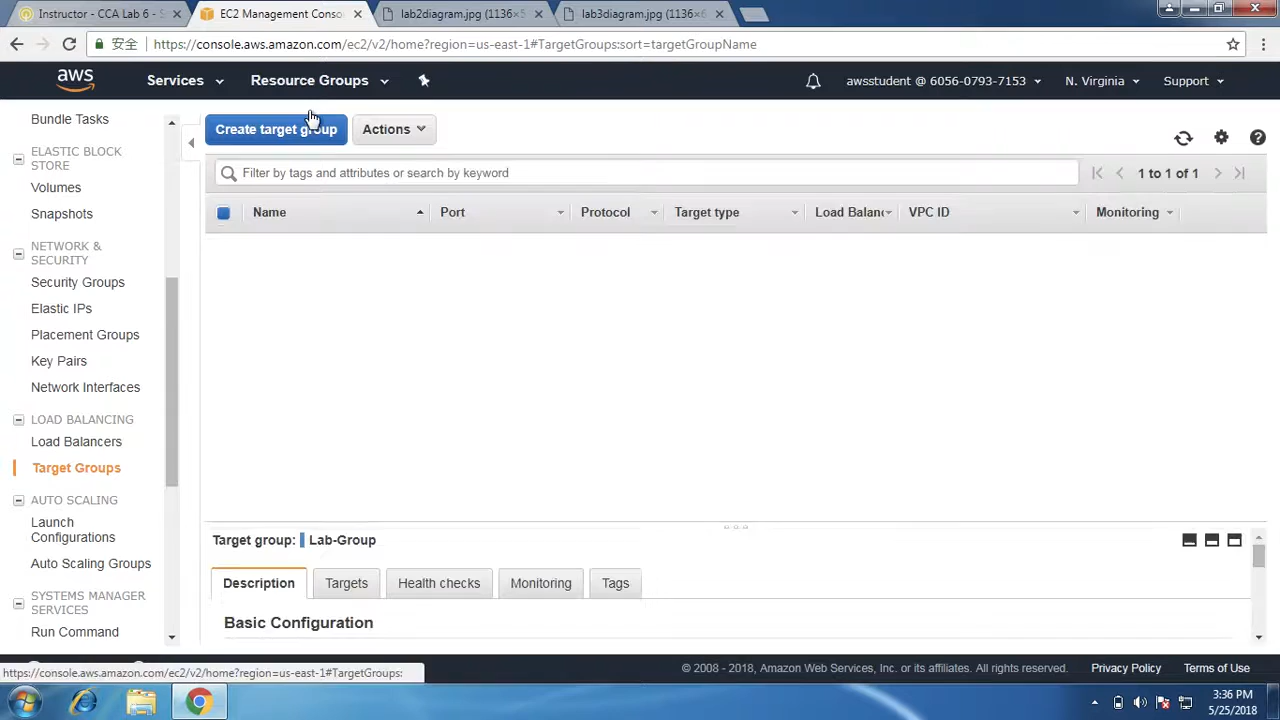 Instructor - CCA Lab 6 - S
EC2 Management Conso
lab2diagram.jpg (1136×5
lab3diagram.jpg (1136×6
安全
https://console.aws.amazon.com/ec2/v2/home?region=us-east-1#TargetGroups:sort=targetGroupName
aws
Services
Resource Groups
awsstudent @ 6056-0793-7153
N. Virginia
Support
Bundle Tasks
ELASTIC BLOCK
STORE
Volumes
Snapshots
NETWORK &
SECURITY
Security Groups
Elastic IPs
Placement Groups
Key Pairs
Network Interfaces
LOAD BALANCING
Load Balancers
Target Groups
AUTO SCALING
Launch
Configurations
Auto Scaling Groups
SYSTEMS MANAGER
SERVICES
Run Command
Create target group
Actions
Filter by tags and attributes or search by keyword
1 to 1 of 1
Name
Port
Protocol
Target type
Load Balanc
VPC ID
Monitoring
Target group: Lab-Group
Description
Targets
Health checks
Monitoring
Tags
Basic Configuration
https://console.aws.amazon.com/ec2/v2/home?region=us-east-1#TargetGroups:
© 2008 - 2018, Amazon Web Services, Inc. or its affiliates. All rights reserved.
Privacy Policy
Terms of Use
3:36 PM
5/25/2018